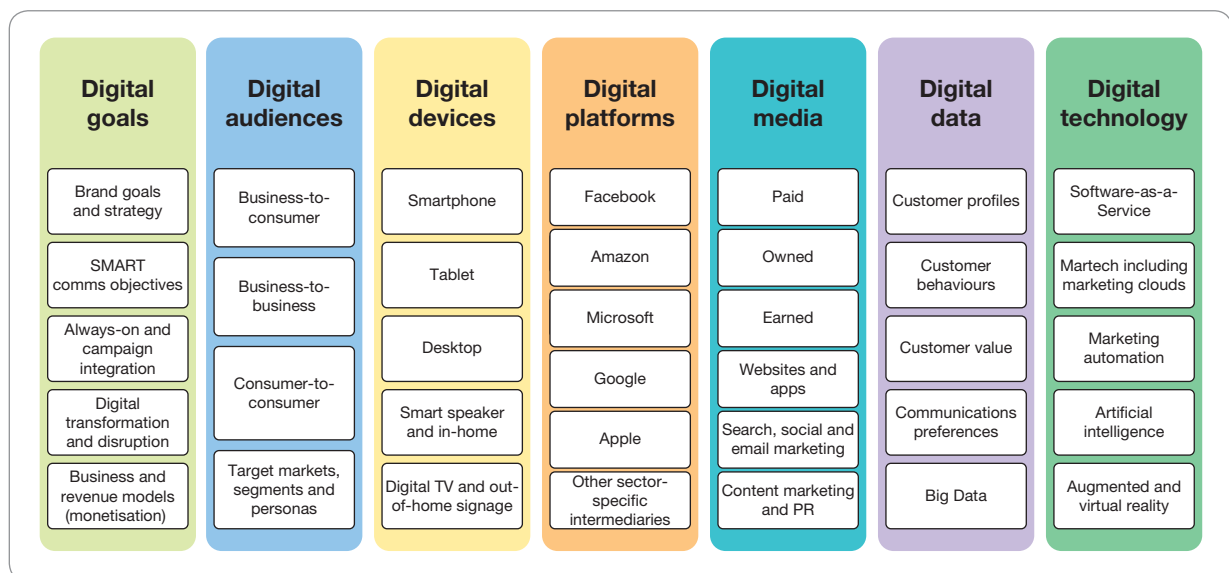 Digital
goals
Brand goals
and strategy
SMART
comms objectives
Always-on and
campaign
integration
Digital
transformation
and disruption
Business and
revenue models
(monetisation)
Digital
audiences
Business-to-
consumer
Business-to-
business
Consumer-to-
consumer
Target markets,
segments and
personas
Digital
devices
Smartphone
Tablet
Desktop
Smart speaker
and in-home
Digital TV and out-
of-home signage
Digital
platforms
Facebook
Amazon
Microsoft
Google
Apple
Other sector-
specific
intermediaries
Digital
media
Paid
Owned
Earned
Websites and
apps
Search, social and
email marketing
Content marketing
and PR
Digital
data
Customer profiles
Customer
behaviours
Customer value
Communications
preferences
Big Data
Digital
technology
Software-as-a-
Service
Martech including
marketing clouds
Marketing
automation
Artificial
intelligence
Augmented and
virtual reality